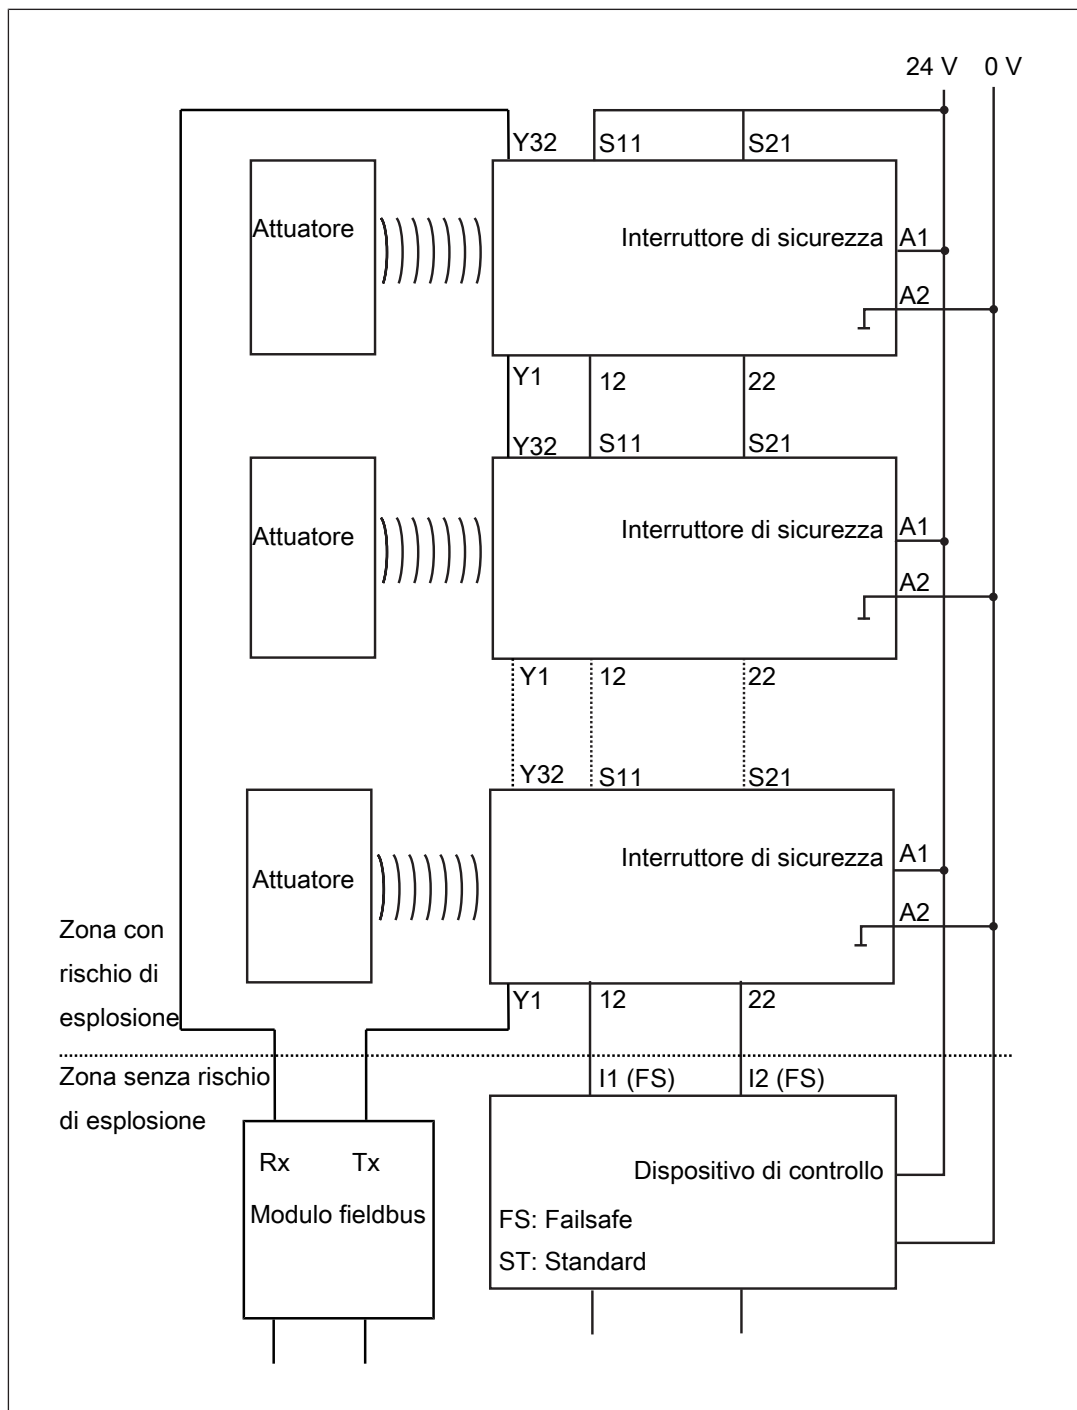 24 V 0 V
Y32 S11 S21
Attuatore
Interruttore di sicurezza A1
A2
Y1 12 22
Y32 S11 S21
Attuatore
Interruttore di sicurezza A1
A2
Y1 12 22
Y32 S11 S21
Attuatore
Interruttore di sicurezza A1
A2
Zona con
rischio di
esplosione
Y1 12 22
Zona senza rischio
di esplosione
I1 (FS) I2 (FS)
Rx Tx
Modulo fieldbus
Dispositivo di controllo
FS: Failsafe
ST: Standard